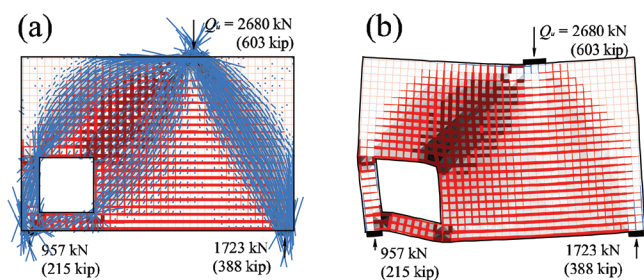 (a)
Qᵤ = 2680 kN
(603 kip)
957 kN
(215 kip)
1723 kN
(388 kip)
(b)
Qᵤ = 2680 kN
(603 kip)
957 kN
(215 kip)
1723 kN
(388 kip)